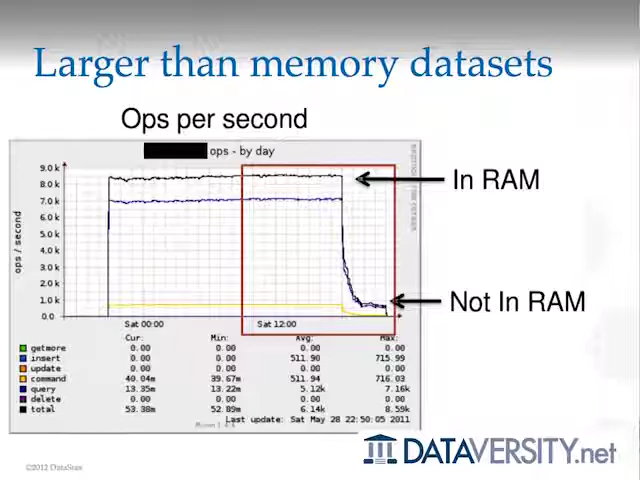 Larger than memory datasets
Ops per second
ops - by day
9.0 k
8.0 k
7.0 k
6.0 k
5.0 k
4.0 k
3.0 k
2.0 k
1.0 k
0.0
ops / second
Sat 00:00
Sat 12:00
In RAM
Not In RAM
Cur: Min: Avg: Max:
getmore 0.00 0.00 0.00 0.00
insert 0.00 0.00 511.90 715.99
update 0.00 0.00 0.00 0.00
command 40.04m 39.67m 511.94 716.03
query 13.35m 13.22m 5.12k 7.16k
delete 0.00 0.00 0.00 0.00
total 53.38m 52.89m 6.14k 8.59k
Last update: Sat May 28 22:50:05 2011
DATAVERSITY.net
©2012 DataStax